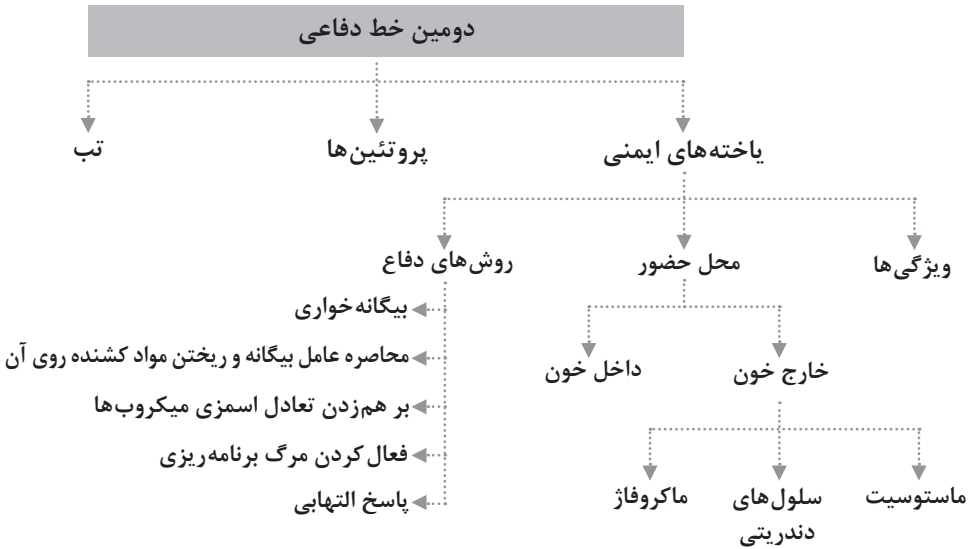 دومین خط دفاعی
یاخته‌های ایمنی
پروتئین‌ها
تب
ویژگی‌ها
محل حضور
روش‌های دفاع
خارج خون
داخل خون
ماستوسیت
سلول‌های
دندریتی
ماکروفاژ
بیگانه‌خواری
محاصره عامل بیگانه و ریختن مواد کشنده روی آن
بر هم‌زدن تعادل اسمزی میکروب‌ها
فعال کردن مرگ برنامه‌ریزی
پاسخ التهابی